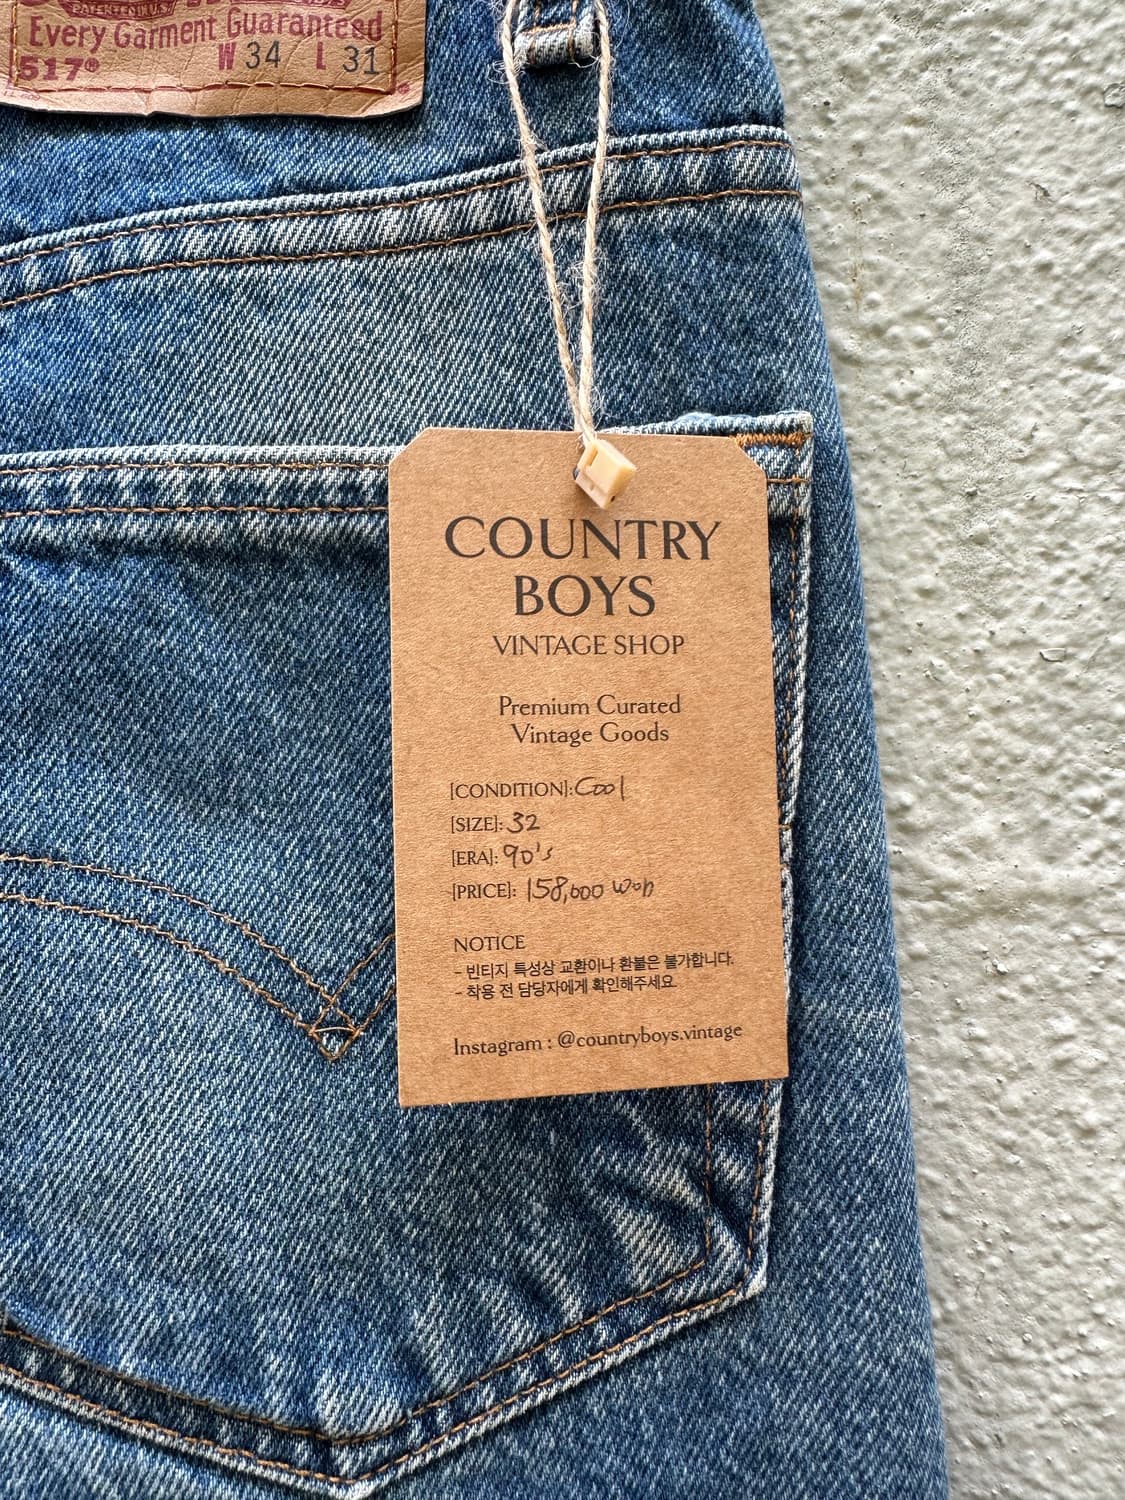 Every Garment Guaranteed
517® W 34 L 31
COUNTRY
BOYS
VINTAGE SHOP
Premium Curated
Vintage Goods
[CONDITION]: Cool
[SIZE]: 32
[ERA]: 90's
[PRICE]: 158,000 won
NOTICE
- 빈티지 특성상 교환이나 환불은 불가합니다.
- 착용 전 담당자에게 확인해주세요.
Instagram : @countryboys.vintage